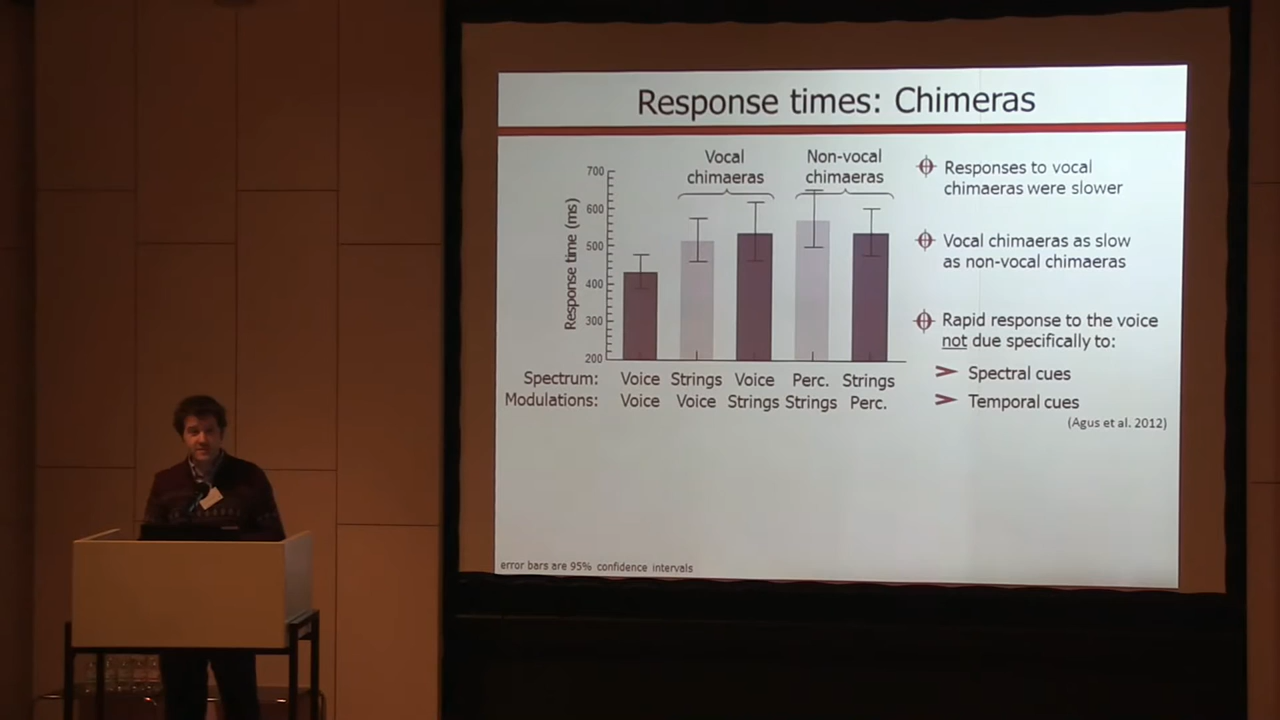 Response times: Chimeras
Vocal
chimaeras
Non-vocal
chimaeras
Response time (ms)
700
600
500
400
300
200
Spectrum: Voice Strings Voice Perc. Strings
Modulations: Voice Voice Strings Strings Perc.
Responses to vocal
chimaeras were slower
Vocal chimaeras as slow
as non-vocal chimaeras
Rapid response to the voice
not due specifically to:
Spectral cues
Temporal cues
(Agus et al. 2012)
error bars are 95% confidence intervals